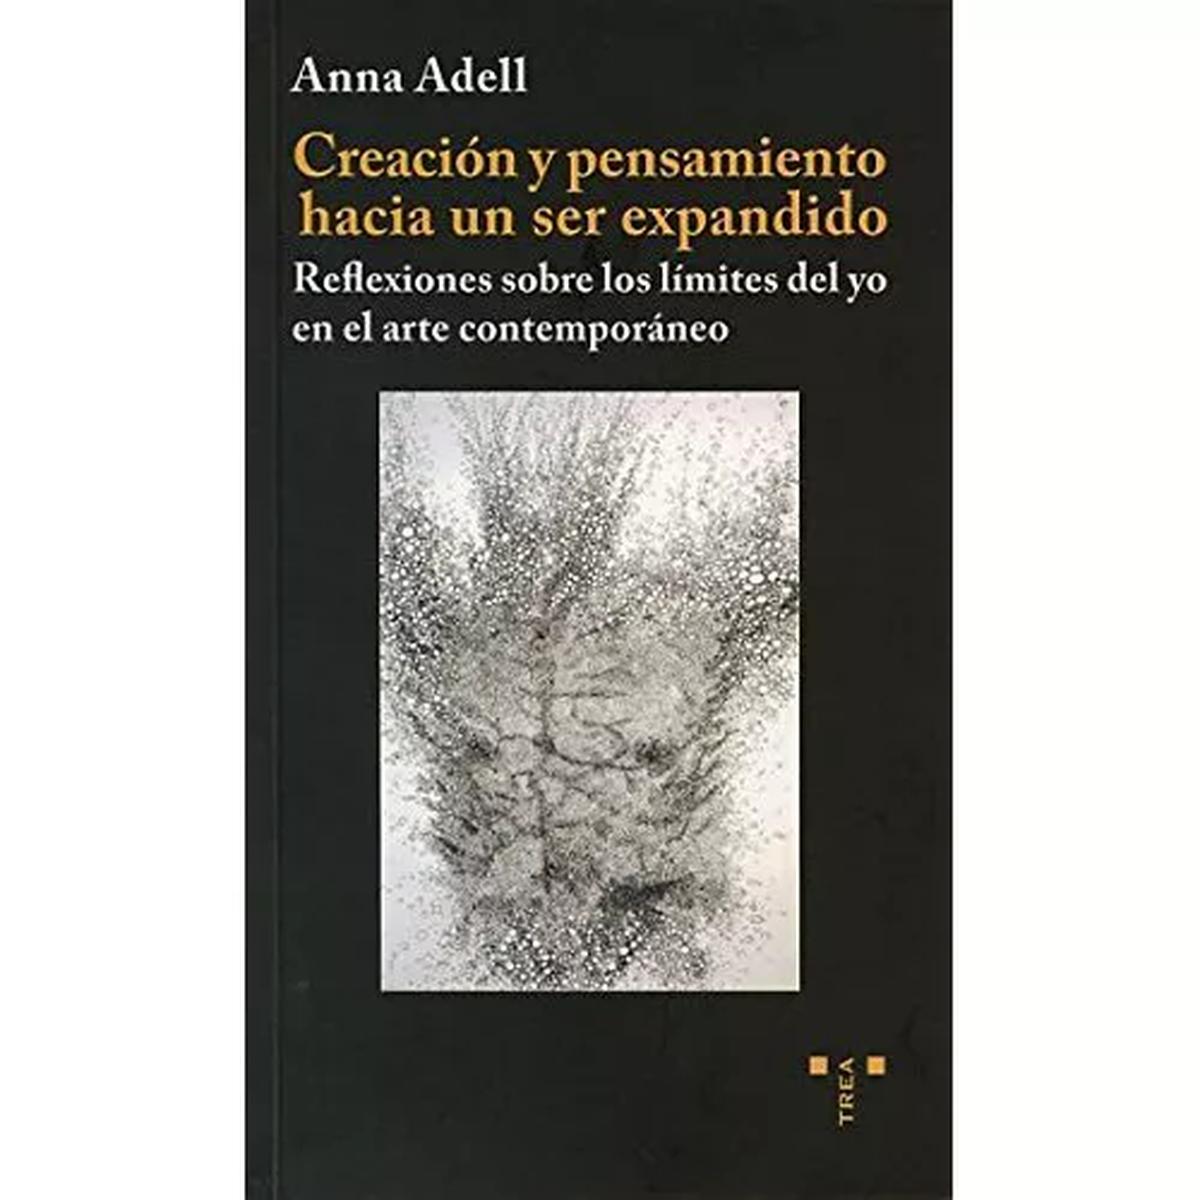 Anna Adell
Creación y pensamiento
hacia un ser expandido
Reflexiones sobre los límites del yo
en el arte contemporáneo
TREA